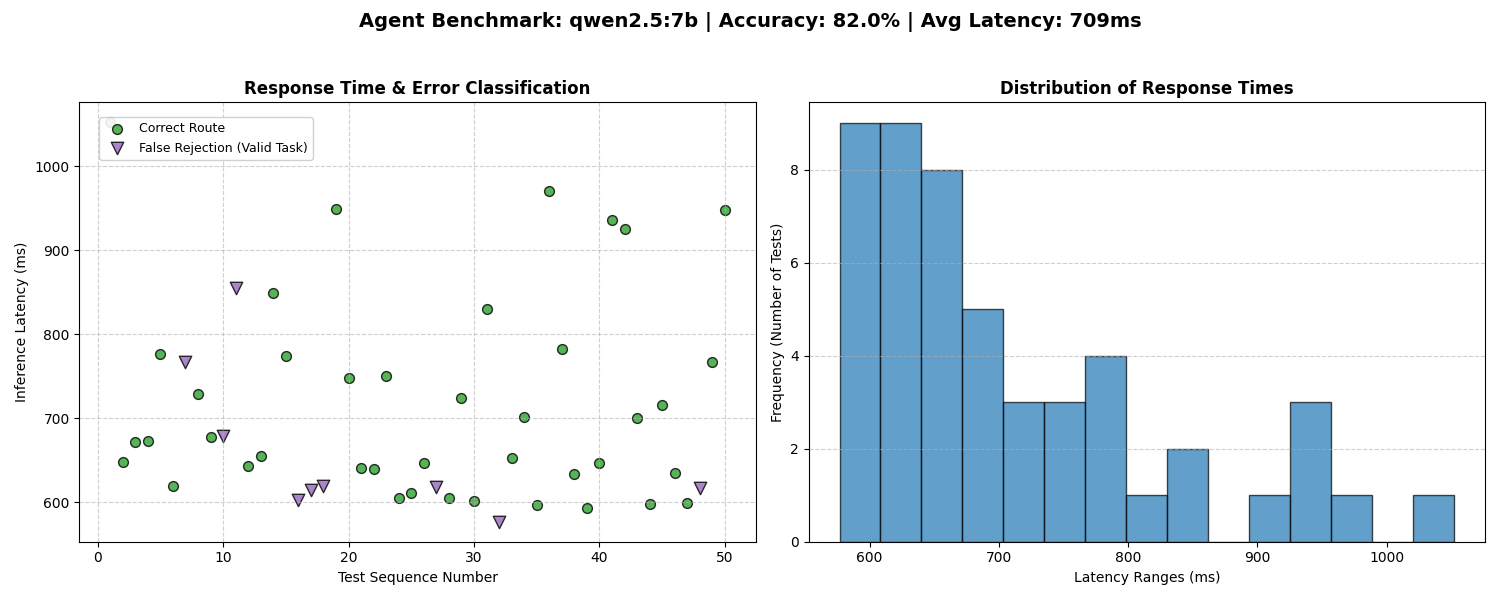 Agent Benchmark: qwen2.5:7b | Accuracy: 82.0% | Avg Latency: 709ms
Response Time & Error Classification
Correct Route
False Rejection (Valid Task)
Inference Latency (ms)
1000
900
800
700
600
0 10 20 30 40 50
Test Sequence Number
Distribution of Response Times
Frequency (Number of Tests)
8
6
4
2
0
600 700 800 900 1000
Latency Ranges (ms)